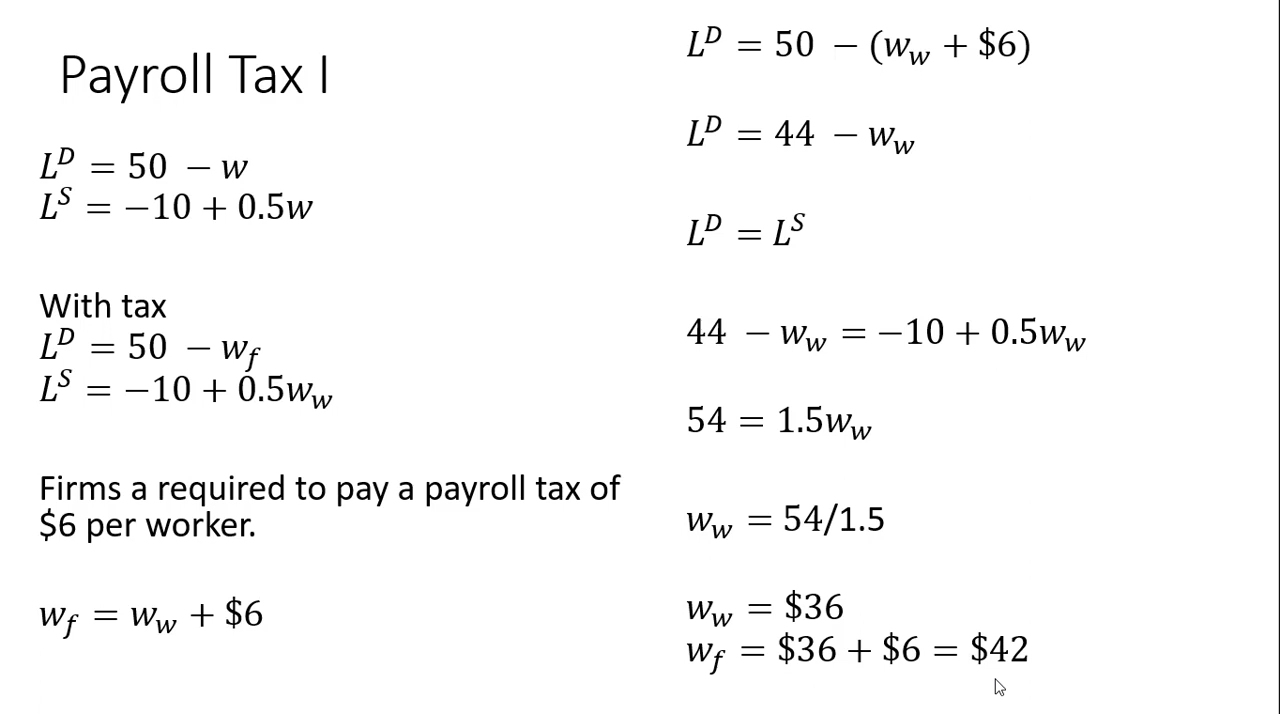 Payroll Tax I
L^D = 50 − w
L^S = −10 + 0.5w
With tax
L^D = 50 − w_f
L^S = −10 + 0.5w_w
Firms a required to pay a payroll tax of
$6 per worker.
w_f = w_w + $6
L^D = 50 − (w_w + $6)
L^D = 44 − w_w
L^D = L^S
44 − w_w = −10 + 0.5w_w
54 = 1.5w_w
w_w = 54/1.5
w_w = $36
w_f = $36 + $6 = $42